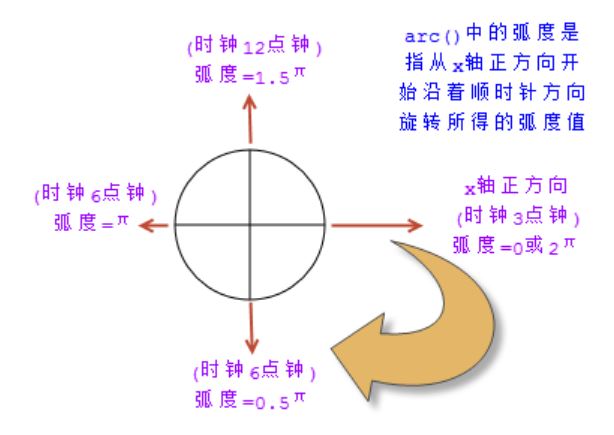 (时钟12点钟)
弧度=1.5π
arc()中的弧度是
指从x轴正方向开
始沿着顺时针方向
旋转所得的弧度值
(时钟6点钟)
弧度=π
x轴正方向
(时钟3点钟)
弧度=0或2π
(时钟6点钟)
弧度=0.5π